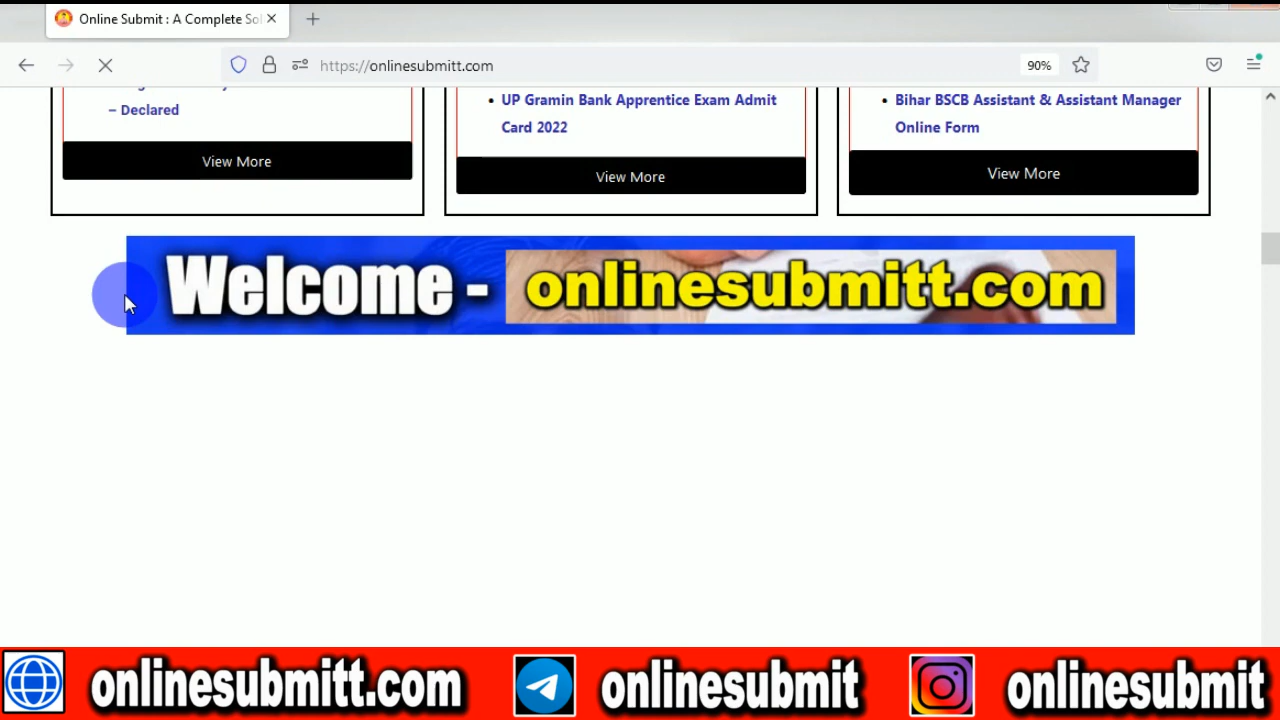 Online Submit : A Complete Sol
https://onlinesubmitt.com
90%
– Declared
View More
UP Gramin Bank Apprentice Exam Admit
Card 2022
View More
Bihar BSCB Assistant & Assistant Manager
Online Form
View More
Welcome - onlinesubmitt.com
onlinesubmitt.com
onlinesubmit
onlinesubmit